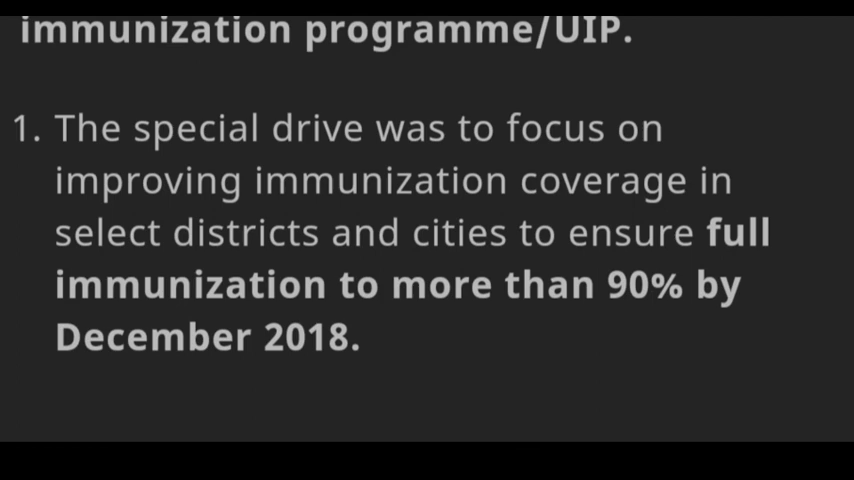 immunization programme/UIP.
1. The special drive was to focus on
improving immunization coverage in
select districts and cities to ensure full
immunization to more than 90% by
December 2018.